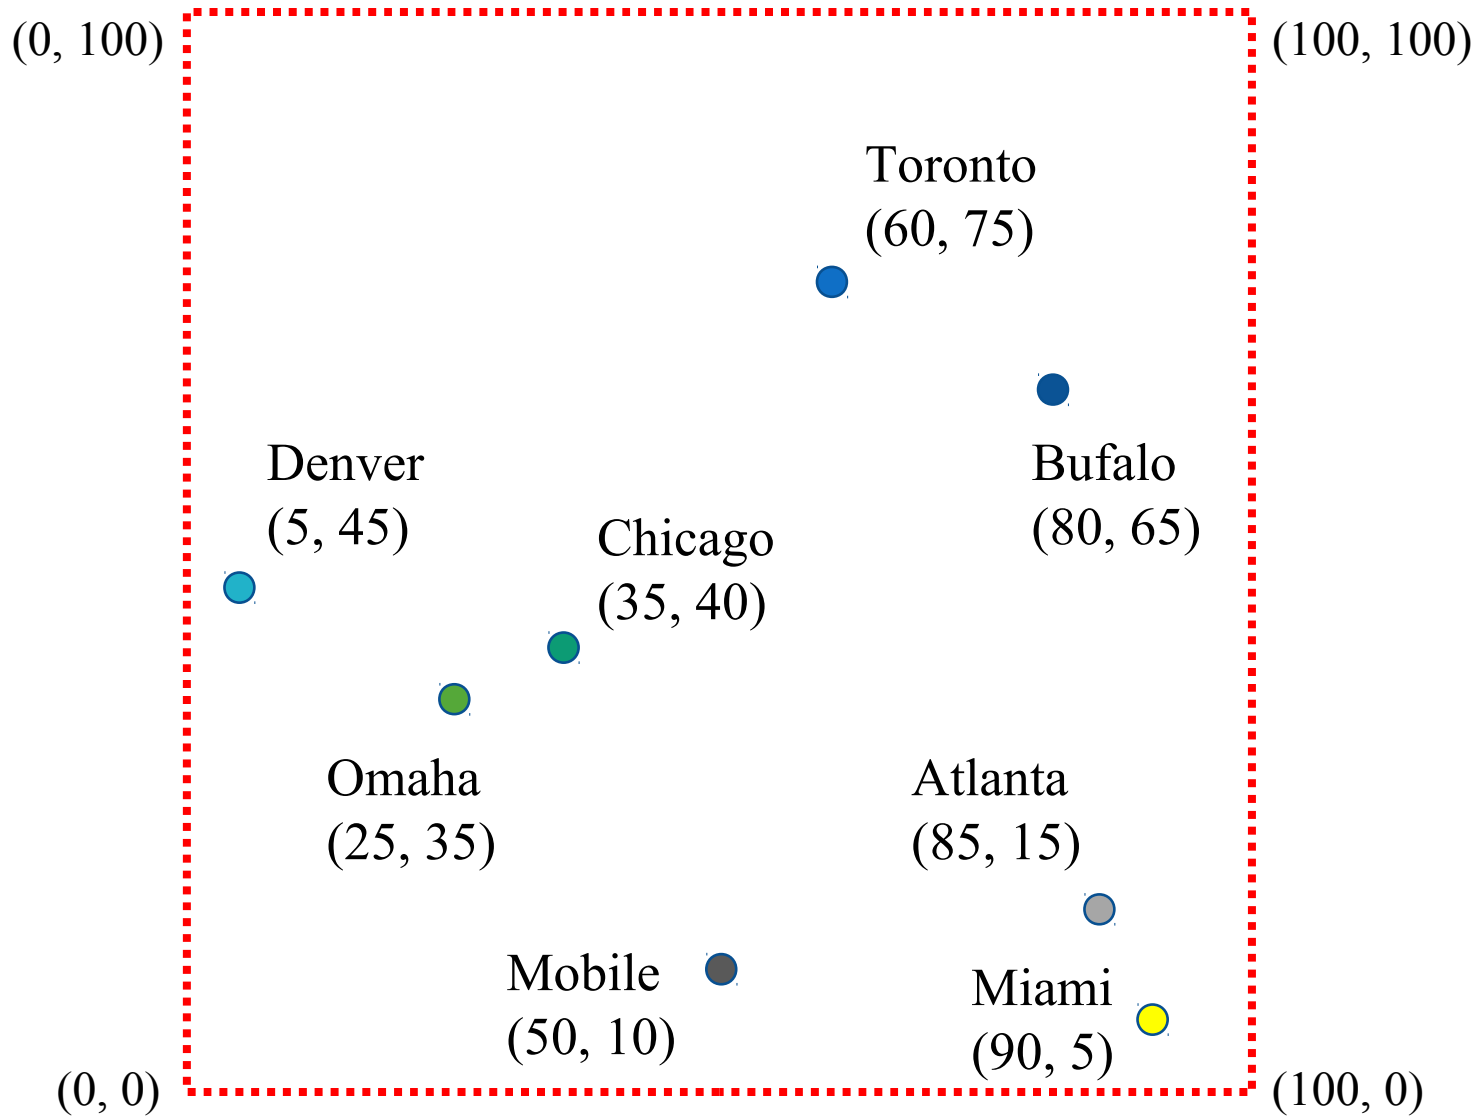 (0, 100)
(100, 100)
Toronto
(60, 75)
Denver
(5, 45)
Bufalo
(80, 65)
Chicago
(35, 40)
Omaha
(25, 35)
Atlanta
(85, 15)
Mobile
(50, 10)
Miami
(90, 5)
(0, 0)
(100, 0)